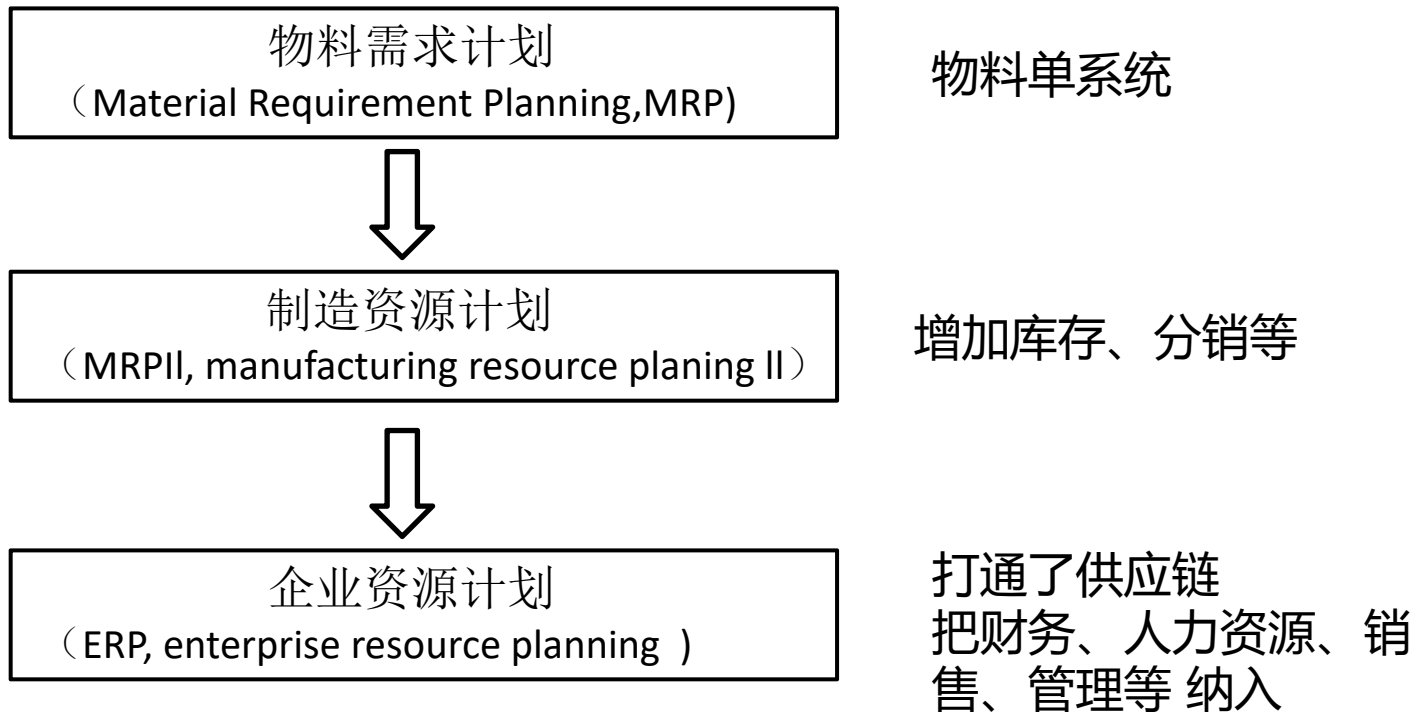 物料需求计划
（Material Requirement Planning,MRP)
物料单系统
制造资源计划
（MRPIl, manufacturing resource planing ll）
增加库存、分销等
企业资源计划
（ERP, enterprise resource planning )
打通了供应链
把财务、人力资源、销
售、管理等 纳入